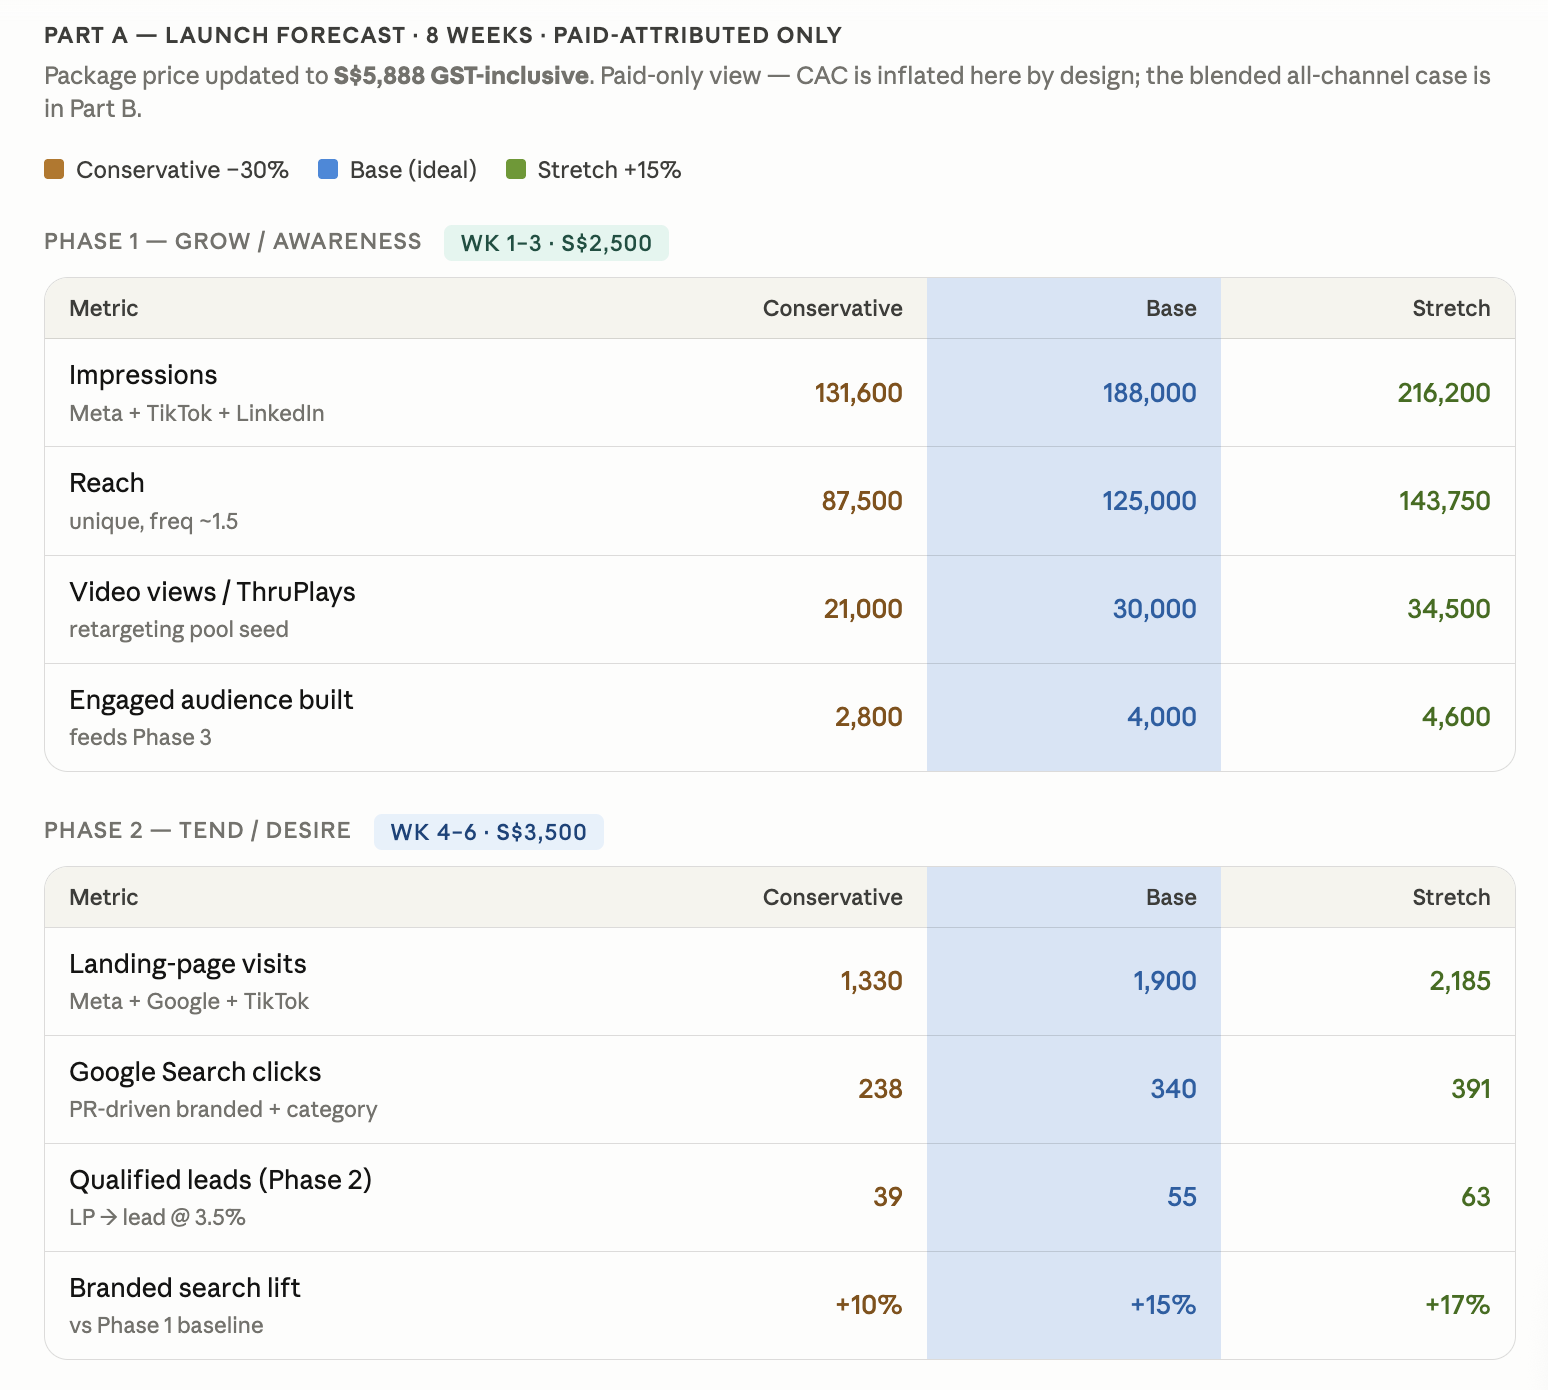 PART A — LAUNCH FORECAST · 8 WEEKS · PAID-ATTRIBUTED ONLY
Package price updated to S$5,888 GST-inclusive. Paid-only view — CAC is inflated here by design; the blended all-channel case is
in Part B.
Conservative −30% Base (ideal) Stretch +15%
PHASE 1 — GROW / AWARENESS WK 1–3 · S$2,500
Metric Conservative Base Stretch
Impressions
Meta + TikTok + LinkedIn
131,600 188,000 216,200
Reach
unique, freq ~1.5
87,500 125,000 143,750
Video views / ThruPlays
retargeting pool seed
21,000 30,000 34,500
Engaged audience built
feeds Phase 3
2,800 4,000 4,600
PHASE 2 — TEND / DESIRE WK 4–6 · S$3,500
Metric Conservative Base Stretch
Landing-page visits
Meta + Google + TikTok
1,330 1,900 2,185
Google Search clicks
PR-driven branded + category
238 340 391
Qualified leads (Phase 2)
LP → lead @ 3.5%
39 55 63
Branded search lift
vs Phase 1 baseline
+10% +15% +17%